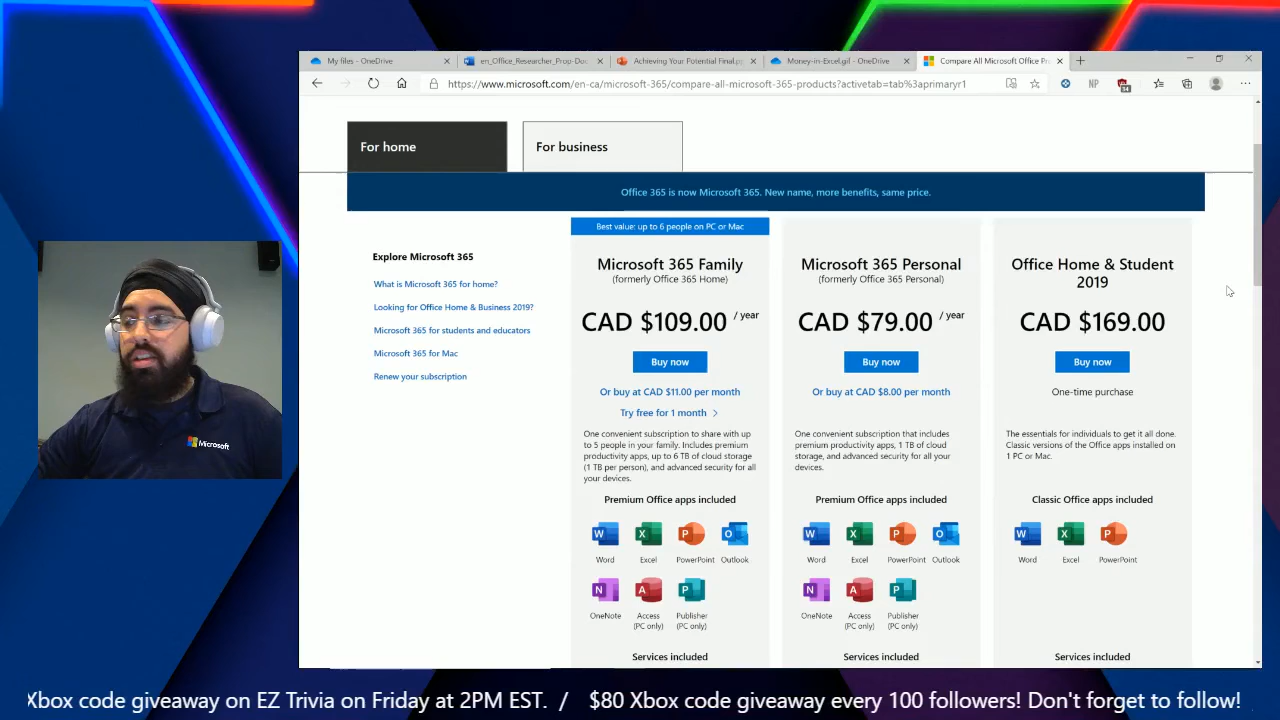 My files - OneDrive
en_Office_Researcher_Prop-Doc
Achieving Your Potential Final.pp
Money-in-Excel.gif - OneDrive
Compare All Microsoft Office Pr
https://www.microsoft.com/en-ca/microsoft-365/compare-all-microsoft-365-products?activetab=tab%3aprimaryr1
NP
For home
For business
Office 365 is now Microsoft 365. New name, more benefits, same price.
Explore Microsoft 365
What is Microsoft 365 for home?
Looking for Office Home & Business 2019?
Microsoft 365 for students and educators
Microsoft 365 for Mac
Renew your subscription
Best value: up to 6 people on PC or Mac
Microsoft 365 Family
(formerly Office 365 Home)
CAD $109.00 / year
Buy now
Or buy at CAD $11.00 per month
Try free for 1 month
One convenient subscription to share with up
to 5 people in your family. Includes premium
productivity apps, up to 6 TB of cloud storage
(1 TB per person), and advanced security for all
your devices.
Premium Office apps included
Word
Excel
PowerPoint
Outlook
OneNote
Access
(PC only)
Publisher
(PC only)
Services included
Microsoft 365 Personal
(formerly Office 365 Personal)
CAD $79.00 / year
Buy now
Or buy at CAD $8.00 per month
One convenient subscription that includes
productivity apps, 1 TB of cloud
storage, and advanced security for all your
devices.
Premium Office apps included
Word
Excel
PowerPoint
Outlook
OneNote
Access
(PC only)
Publisher
(PC only)
Services included
Office Home & Student
2019
CAD $169.00
Buy now
One-time purchase
The essentials for individuals to get it all done.
Classic versions of the Office apps installed on
1 PC or Mac.
Classic Office apps included
Word
Excel
PowerPoint
Services included
Microsoft
Xbox code giveaway on EZ Trivia on Friday at 2PM EST. / $80 Xbox code giveaway every 100 followers! Don't forget to follow!